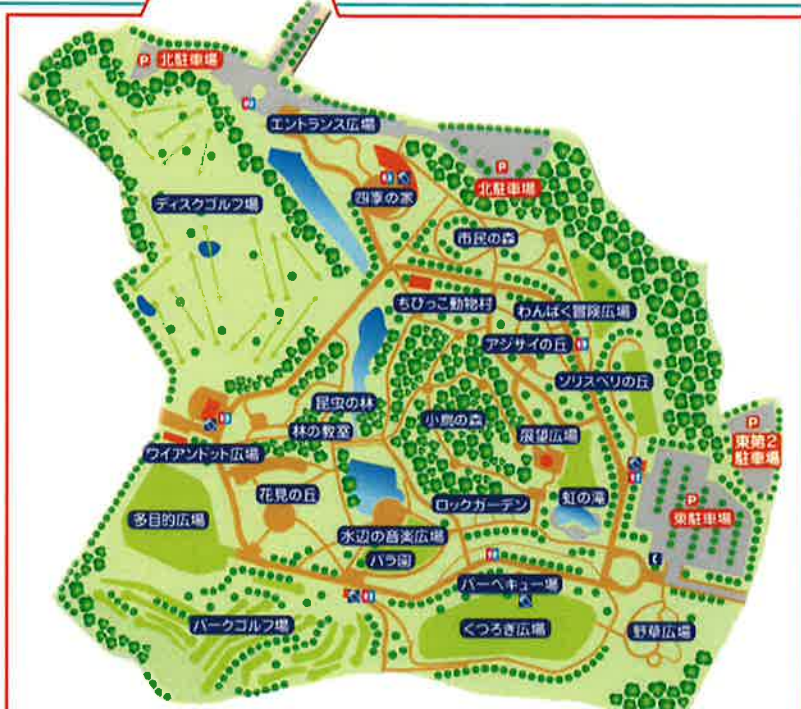 P 北駐車場
エントランス広場
P
北駐車場
四季の家
ディスクゴルフ場
市民の森
ちびっこ動物村
わんぱく冒険広場
アジサイの丘
ソリスベリの丘
昆虫の林
小鳥の森
林の教室
展望広場
P
東第2
駐車場
ワイアンドット広場
花見の丘
ロックガーデン
虹の滝
P
東駐車場
多目的広場
水辺の音楽広場
バラ園
バーベキュー場
パークゴルフ場
くつろぎ広場
野草広場